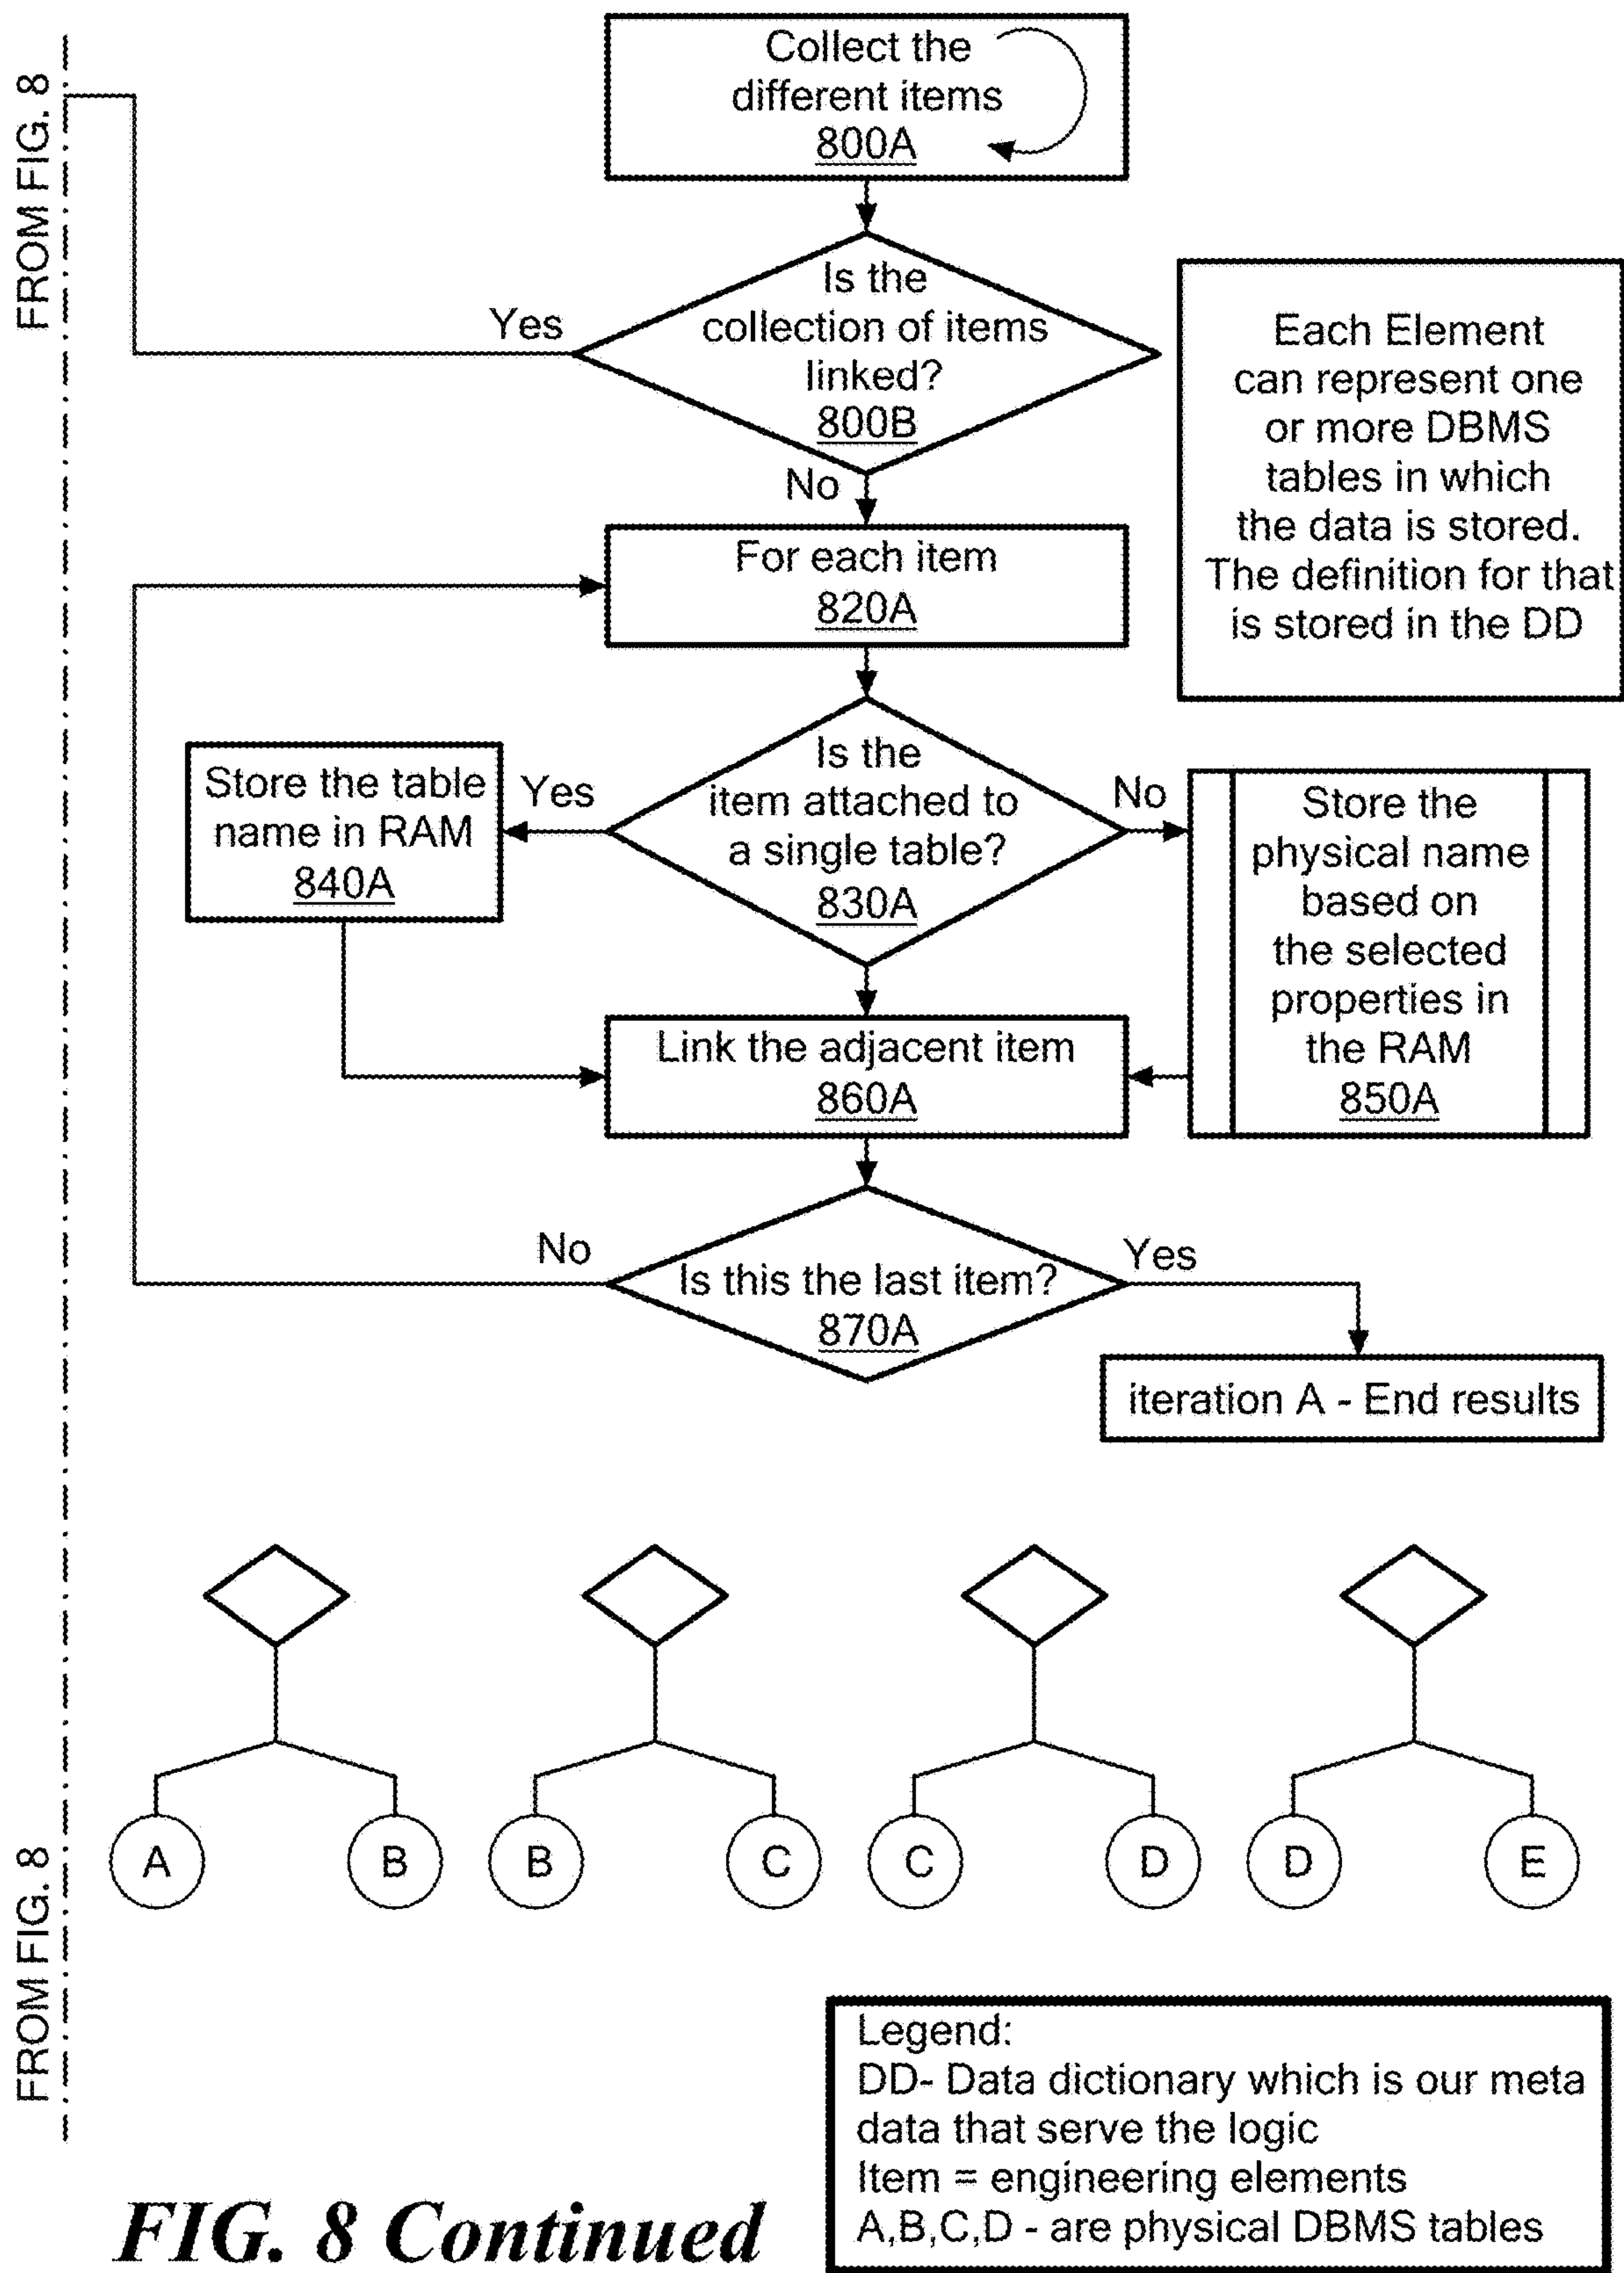 FROM FIG. 8
Collect the
different items
800A
Is the
collection of items
linked?
800B
Yes
No
Each Element
can represent one
or more DBMS
tables in which
the data is stored.
The definition for that
is stored in the DD
For each item
820A
Is the
item attached to
a single table?
830A
Yes
No
Store the table
name in RAM
840A
Store the
physical name
based on
the selected
properties in
the RAM
850A
Link the adjacent item
860A
Is this the last item?
870A
No
Yes
iteration A - End results
A
B
B
C
C
D
D
E
FROM FIG. 8
Legend:
DD- Data dictionary which is our meta
data that serve the logic
Item = engineering elements
A,B,C,D - are physical DBMS tables
FIG. 8 Continued